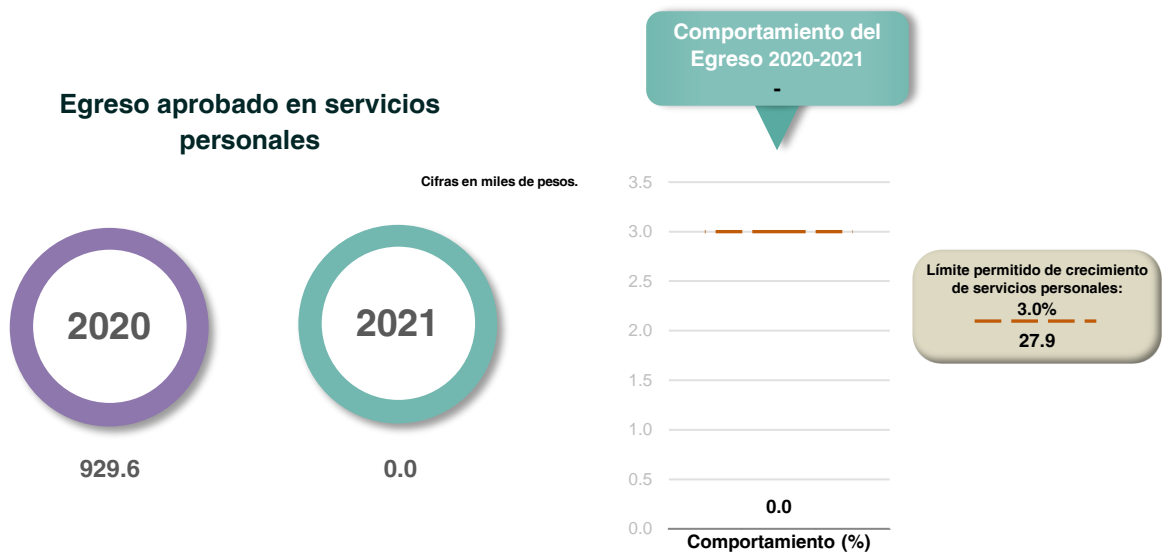 Egreso aprobado en servicios
personales
Cifras en miles de pesos.
2020
2021
929.6
0.0
Comportamiento del
Egreso 2020-2021
-
3.5
3.0
2.5
2.0
1.5
1.0
0.5
0.0
0.0
Comportamiento (%)
Límite permitido de crecimiento
de servicios personales:
3.0%
27.9